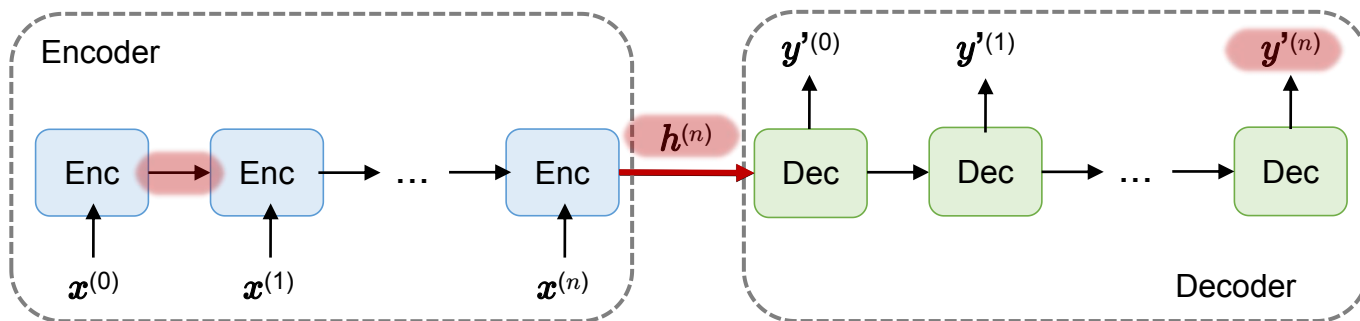 Encoder
y'(0) y'(1) y'(n)
h(n)
Enc Enc ... Enc Dec Dec ... Dec
x(0) x(1) x(n)
Decoder